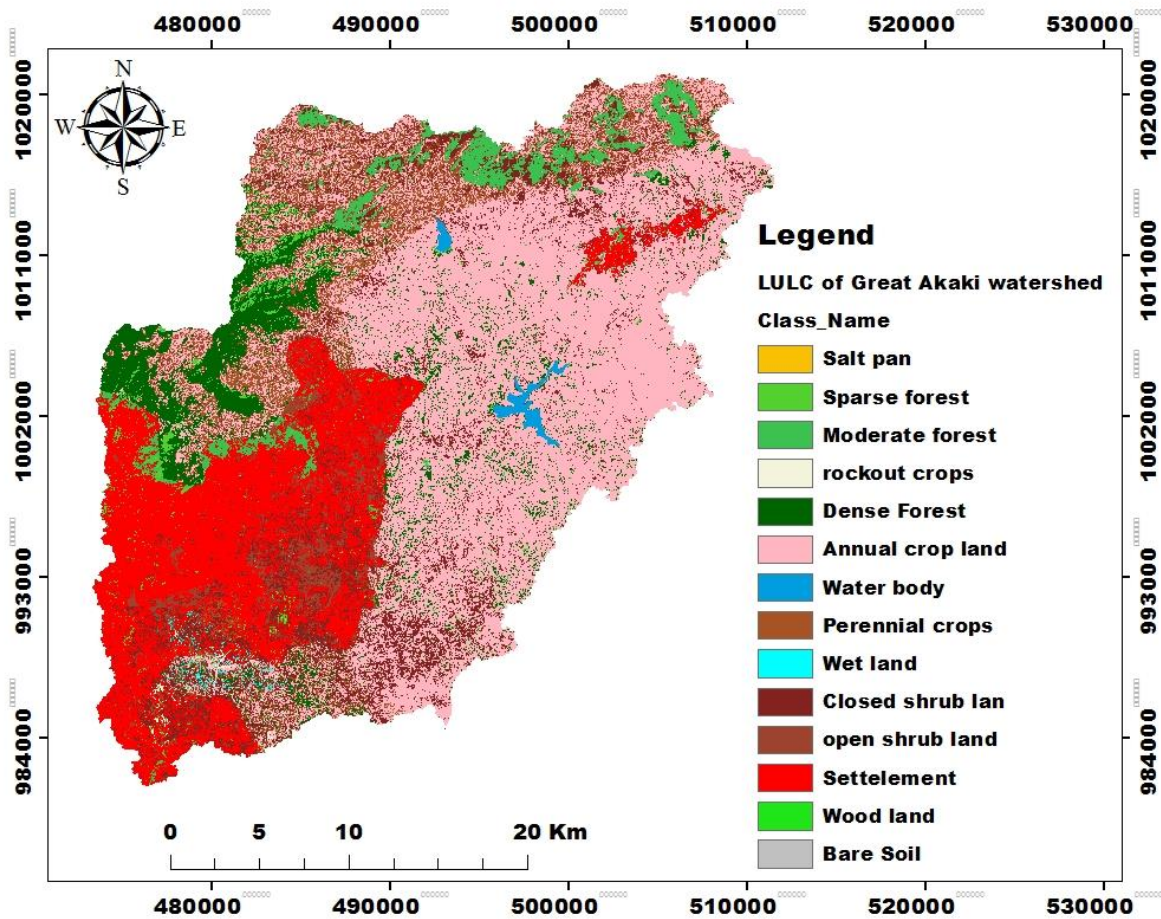 480000 490000 500000 510000 520000 530000
1020000 1020000
N
W E
S
1011000 1011000
Legend
LULC of Great Akaki watershed
Class_Name
Salt pan
Sparse forest
Moderate forest
rockout crops
Dense Forest
Annual crop land
Water body
Perennial crops
Wet land
Closed shrub lan
open shrub land
Settelement
Wood land
Bare Soil
1002000 1002000
993000 993000
984000 984000
0 5 10 20 Km
480000 490000 500000 510000 520000 530000